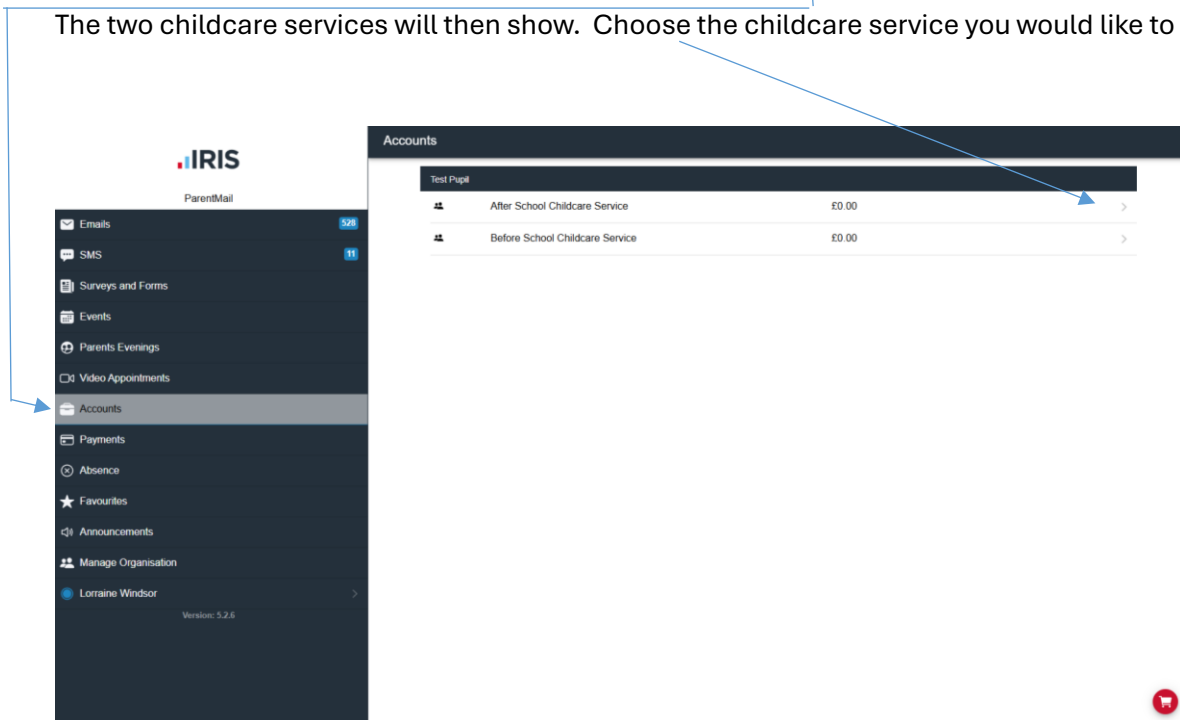 The two childcare services will then show.  Choose the childcare service you would like to
IRIS
ParentMail
Emails 528
SMS 11
Surveys and Forms
Events
Parents Evenings
Video Appointments
Accounts
Payments
Absence
Favourites
Announcements
Manage Organisation
Lorraine Windsor
Version: 5.2.6
Accounts
Test Pupil
After School Childcare Service £0.00
Before School Childcare Service £0.00